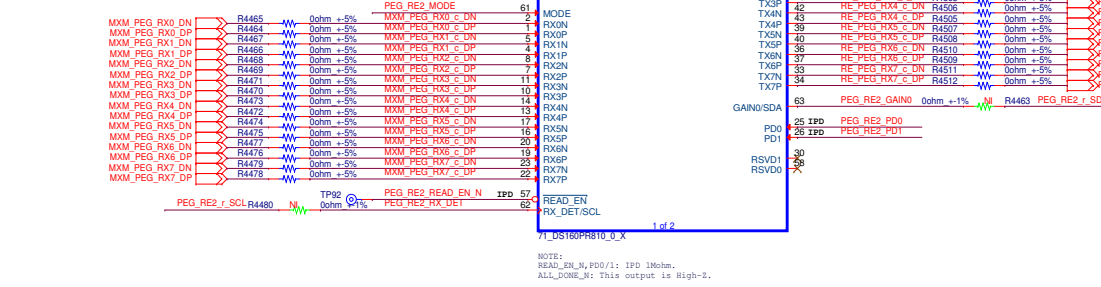 PEG_RE2_MODE 61 MODE
TX3P
42 RE_PEG_RX4_c_DN R4506 0ohm +-5%
TX4N
MXM_PEG_RX0_DN R4465 0ohm +-5% MXM_PEG_RX0_c_DN 2 RX0N
43 RE_PEG_RX4_c_DP R4505 0ohm +-5%
TX4P
MXM_PEG_RX0_DP R4464 0ohm +-5% MXM_PEG_RX0_c_DP 1 RX0P
39 RE_PEG_RX5_c_DN R4507 0ohm +-5%
TX5N
MXM_PEG_RX1_DN R4467 0ohm +-5% MXM_PEG_RX1_c_DN 5 RX1N
40 RE_PEG_RX5_c_DP R4508 0ohm +-5%
TX5P
MXM_PEG_RX1_DP R4466 0ohm +-5% MXM_PEG_RX1_c_DP 4 RX1P
36 RE_PEG_RX6_c_DN R4510 0ohm +-5%
TX6N
MXM_PEG_RX2_DN R4468 0ohm +-5% MXM_PEG_RX2_c_DN 8 RX2N
37 RE_PEG_RX6_c_DP R4509 0ohm +-5%
TX6P
MXM_PEG_RX2_DP R4469 0ohm +-5% MXM_PEG_RX2_c_DP 7 RX2P
33 RE_PEG_RX7_c_DN R4511 0ohm +-5%
TX7N
MXM_PEG_RX3_DN R4471 0ohm +-5% MXM_PEG_RX3_c_DN 11 RX3N
34 RE_PEG_RX7_c_DP R4512 0ohm +-5%
TX7P
MXM_PEG_RX3_DP R4470 0ohm +-5% MXM_PEG_RX3_c_DP 10 RX3P
MXM_PEG_RX4_DN R4473 0ohm +-5% MXM_PEG_RX4_c_DN 14 RX4N
GAIN0/SDA 63 PEG_RE2_GAIN0 0ohm +-1% NI R4463 PEG_RE2_r_SD
MXM_PEG_RX4_DP R4472 0ohm +-5% MXM_PEG_RX4_c_DP 13 RX4P
MXM_PEG_RX5_DN R4474 0ohm +-5% MXM_PEG_RX5_c_DN 17 RX5N
PD0 25 IPD PEG_RE2_PD0
MXM_PEG_RX5_DP R4475 0ohm +-5% MXM_PEG_RX5_c_DP 16 RX5P
PD1 26 IPD PEG_RE2_PD1
MXM_PEG_RX6_DN R4477 0ohm +-5% MXM_PEG_RX6_c_DN 20 RX6N
MXM_PEG_RX6_DP R4476 0ohm +-5% MXM_PEG_RX6_c_DP 19 RX6P
RSVD1 30
MXM_PEG_RX7_DN R4479 0ohm +-5% MXM_PEG_RX7_c_DN 23 RX7N
RSVD0 58
MXM_PEG_RX7_DP R4478 0ohm +-5% MXM_PEG_RX7_c_DP 22 RX7P
TP92 PEG_RE2_READ_EN_N IPD 57 READ_EN
PEG_RE2_r_SCL R4480 NI 0ohm +-1% PEG_RE2_RX_DET 62 RX_DET/SCL
1 of 2
71_DS160PR810_0_X
NOTE:
READ_EN_N,PD0/1: IPD 1Mohm.
ALL_DONE_N: This output is High-Z.